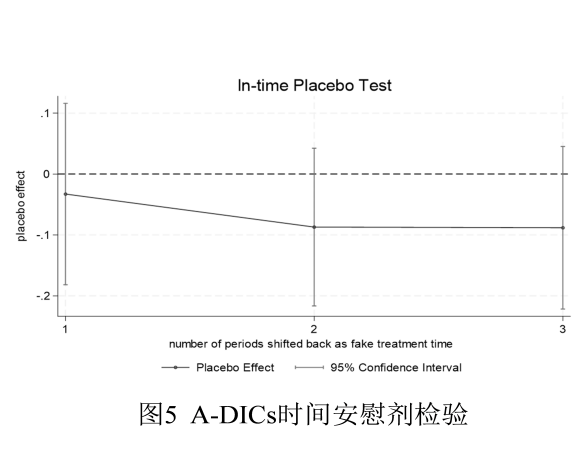 In-time Placebo Test
.1
0
-.1
-.2
placebo effect
1 2 3
number of periods shifted back as fake treatment time
Placebo Effect 95% Confidence Interval
图5 A-DICs时间安慰剂检验